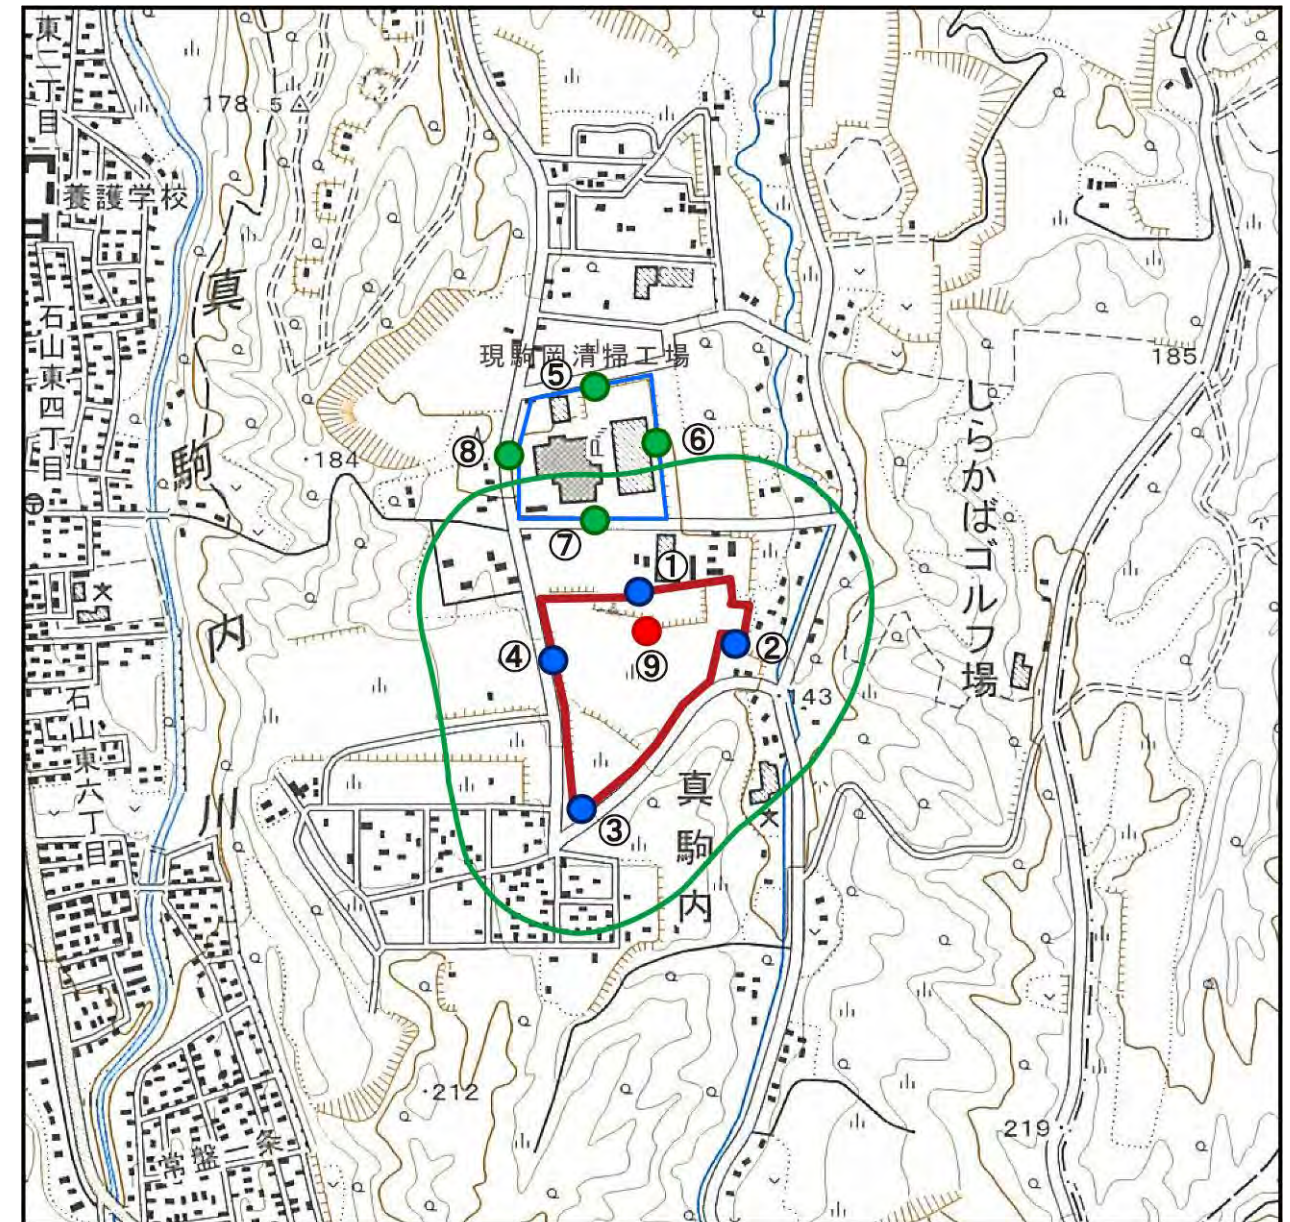 東二丁目
178
5
養護学校
真駒内川
石山東四丁目
現駒岡清掃工場
185
⑤
⑧
⑥
184
しらかばゴルフ場
⑦
①
④
②
⑨
石山東六丁目
143
③
真駒内
212
219
常盤
条